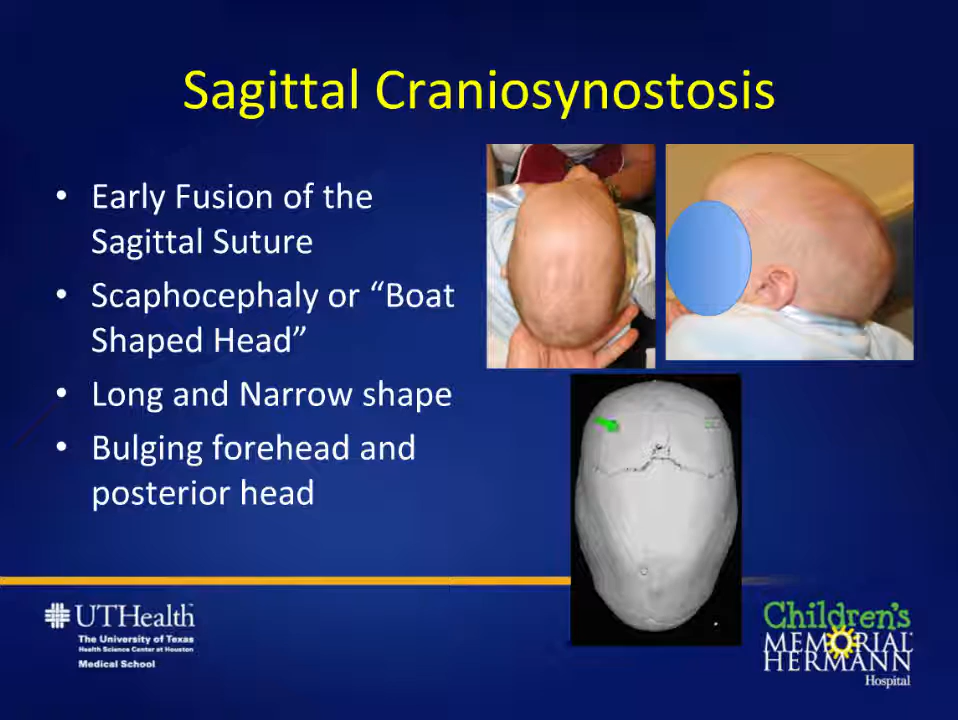 Sagittal Craniosynostosis
• Early Fusion of the
Sagittal Suture
• Scaphocephaly or “Boat
Shaped Head”
• Long and Narrow shape
• Bulging forehead and
posterior head
UTHealth
The University of Texas
Health Science Center at Houston
Medical School
Children's
MEMORIAL
HERMANN
Hospital